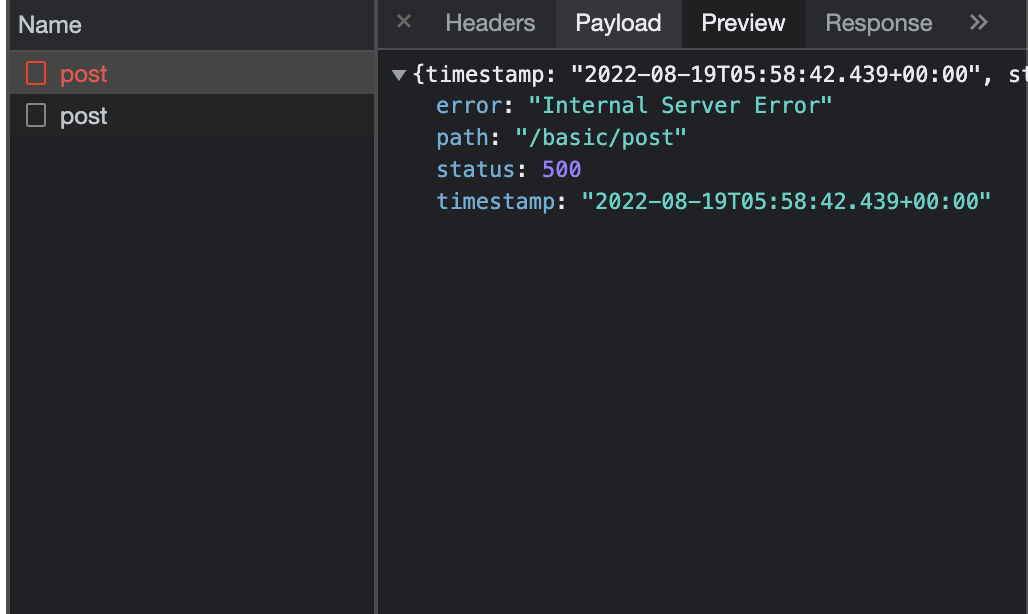 Name
Headers Payload Preview Response
post
post
{timestamp: "2022-08-19T05:58:42.439+00:00", st
error: "Internal Server Error"
path: "/basic/post"
status: 500
timestamp: "2022-08-19T05:58:42.439+00:00"